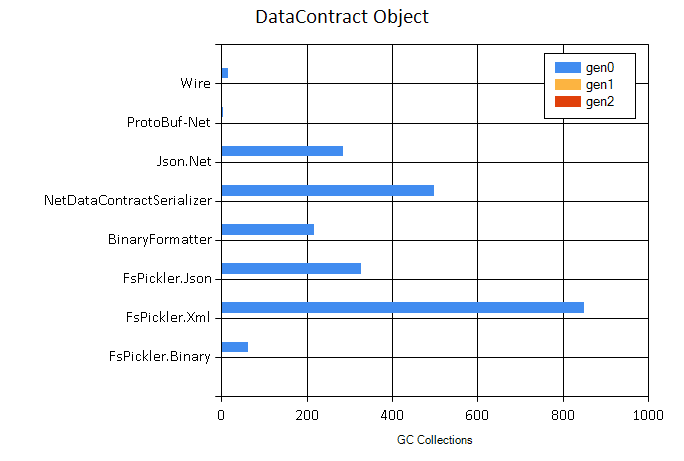 DataContract Object
gen0
gen1
gen2
Wire
ProtoBuf-Net
Json.Net
NetDataContractSerializer
BinaryFormatter
FsPickler.Json
FsPickler.Xml
FsPickler.Binary
0 200 400 600 800 1000
GC Collections